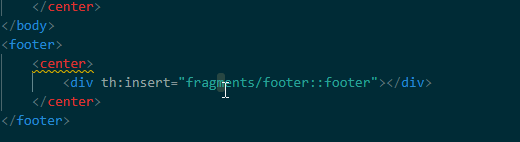 </center>
</body>
<footer>
<center>
<div th:insert="fragments/footer::footer"></div>
</center>
</footer>